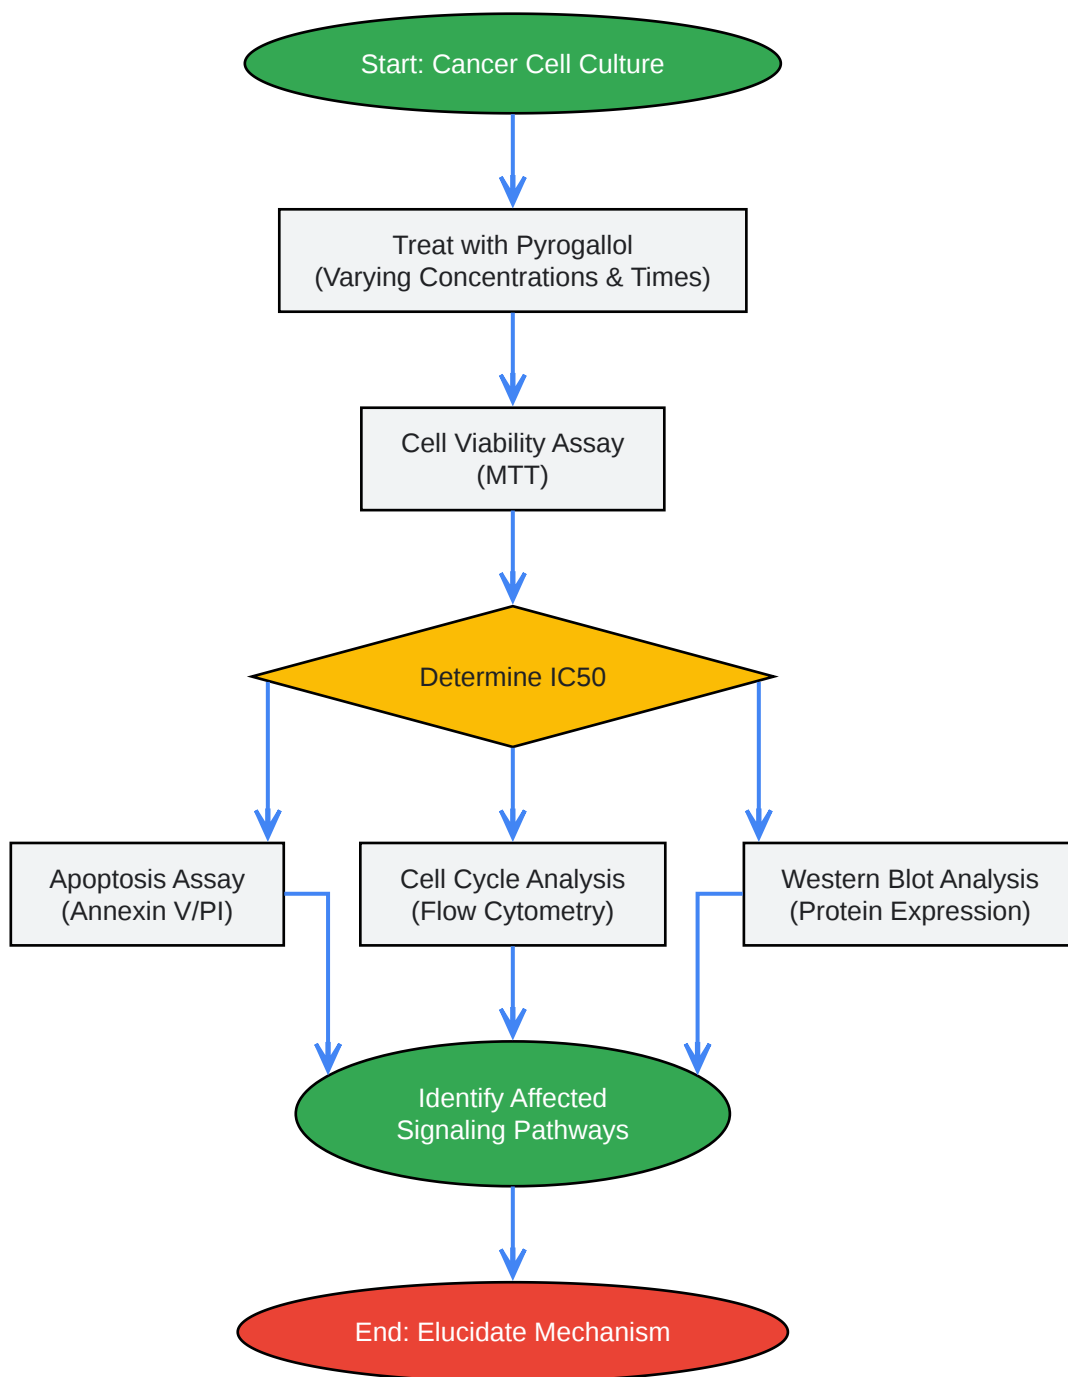 Start: Cancer Cell Culture
Treat with Pyrogallol
(Varying Concentrations & Times)
Cell Viability Assay
(MTT)
Determine IC50
Apoptosis Assay
(Annexin V/PI)
Cell Cycle Analysis
(Flow Cytometry)
Western Blot Analysis
(Protein Expression)
Identify Affected
Signaling Pathways
End: Elucidate Mechanism